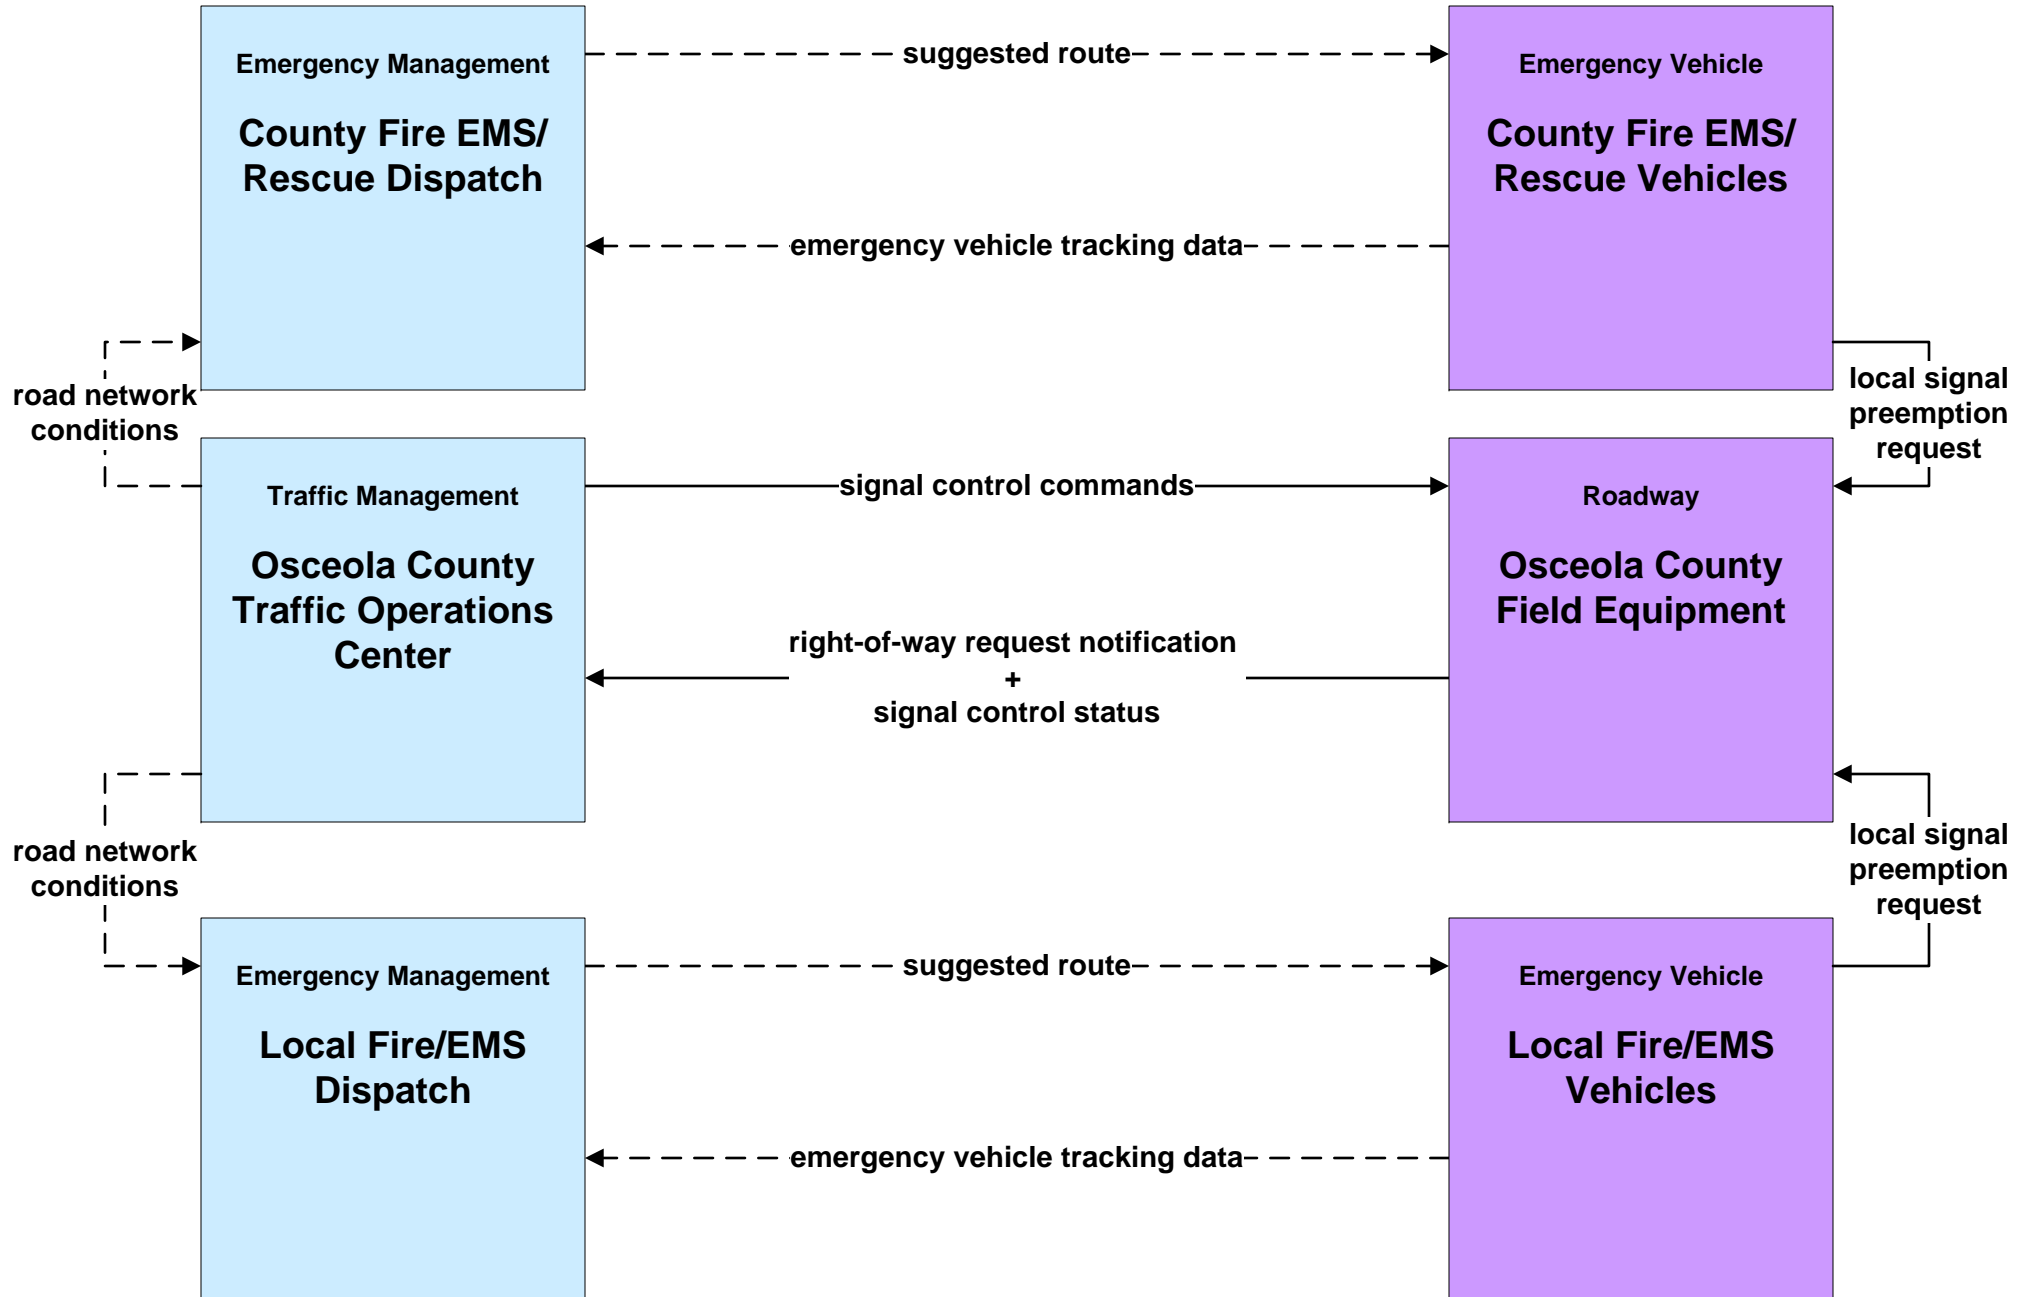 Emergency Management
County Fire EMS/
Rescue Dispatch
suggested route
emergency vehicle tracking data
Emergency Vehicle
County Fire EMS/
Rescue Vehicles
road network
conditions
local signal
preemption
request
Traffic Management
Osceola County
Traffic Operations
Center
signal control commands
right-of-way request notification
+
signal control status
Roadway
Osceola County
Field Equipment
road network
conditions
local signal
preemption
request
Emergency Management
Local Fire/EMS
Dispatch
suggested route
emergency vehicle tracking data
Emergency Vehicle
Local Fire/EMS
Vehicles